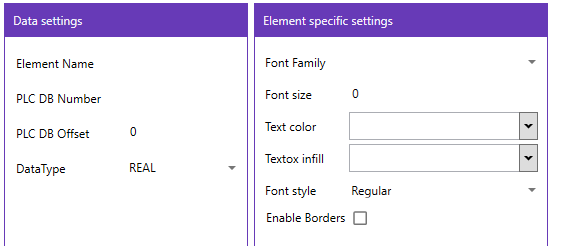 Data settings
Element Name
PLC DB Number
PLC DB Offset 0
DataType REAL
Element specific settings
Font Family
Font size 0
Text color
Textox infill
Font style Regular
Enable Borders